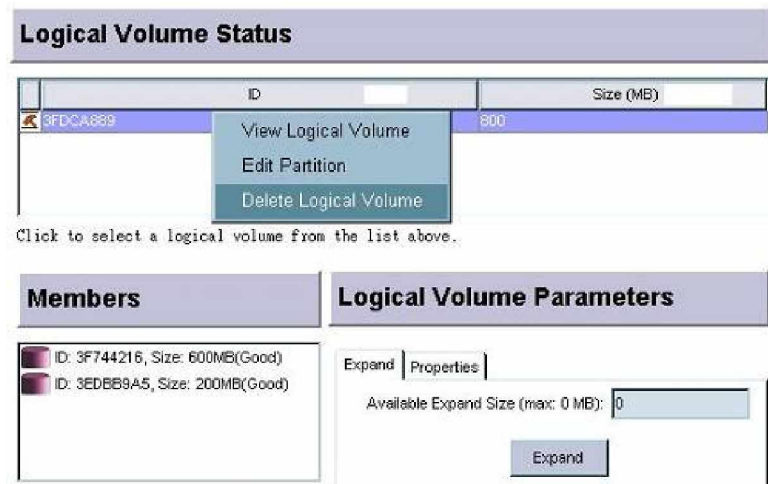 Logical Volume Status
ID Size (MB)
3FDCA889 800
View Logical Volume
Edit Partition
Delete Logical Volume
Click to select a logical volume from the list above.
Members
Logical Volume Parameters
ID: 3F744216, Size: 600MB(Good)
ID: 3EDBB9A5, Size: 200MB(Good)
Expand Properties
Available Expand Size (max: 0 MB): 0
Expand